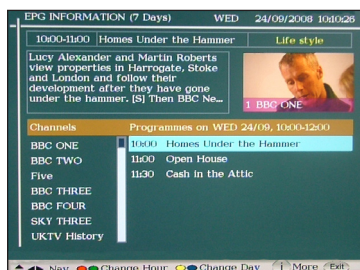 EPG INFORMATION (7 Days) WED 24/09/2008 10:10:26
10:00-11:00 Homes Under the Hammer Life style
Lucy Alexander and Martin Roberts
view properties in Harrogate, Stoke
and London and follow their
development after they have gone
under the hammer. [S] Then BBC Ne...
1 BBC ONE
Channels Programmes on WED 24/09, 10:00-12:00
BBC ONE 10:00 Homes Under the Hammer
BBC TWO 11:00 Open House
Five 11:30 Cash in the Attic
BBC THREE
BBC FOUR
SKY THREE
UKTV History
Nav. Change Hour Change Day i More Exit